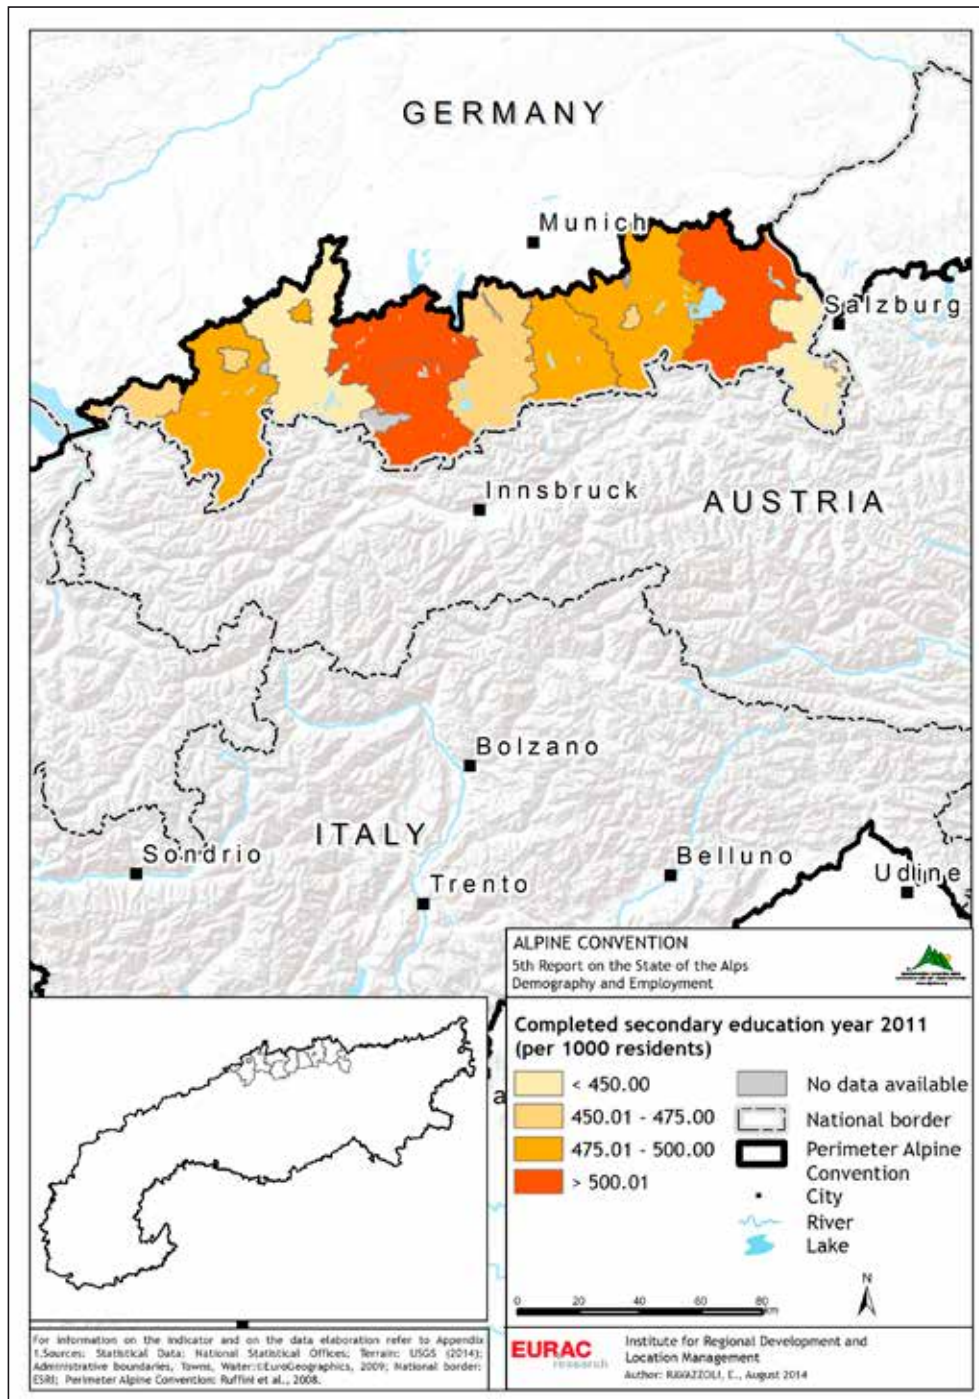 GERMANY
Munich
Salzburg
Innsbruck
AUSTRIA
Bolzano
ITALY
Sondrio
Belluno
Udine
Trento
ALPINE CONVENTION
5th Report on the State of the Alps
Demography and Employment
Completed secondary education year 2011
(per 1000 residents)
< 450.00
450.01 - 475.00
475.01 - 500.00
> 500.01
No data available
National border
Perimeter Alpine
Convention
City
River
Lake
N
0 20 40 60 80
km
For information on the indicator and on the data elaboration refer to Appendix
1.Sources: Statistical Data: National Statistical Offices; Terrain: USGS (2014);
Administrative boundaries, Towns, Water:©EuroGeographics, 2009; National border:
ESRI; Perimeter Alpine Convention: Ruffini et al., 2008.
EURAC
research
Institute for Regional Development and
Location Management
Author: RAVAZZOLI, E., August 2014